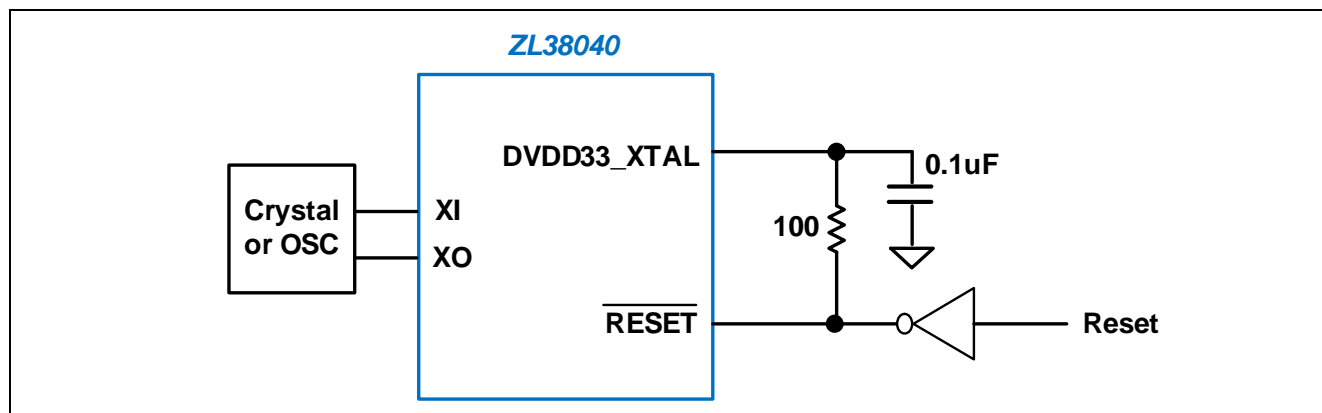 ZL38040
DVDD33_XTAL
0.1uF
Crystal
or OSC
XI
XO
100
RESET
Reset